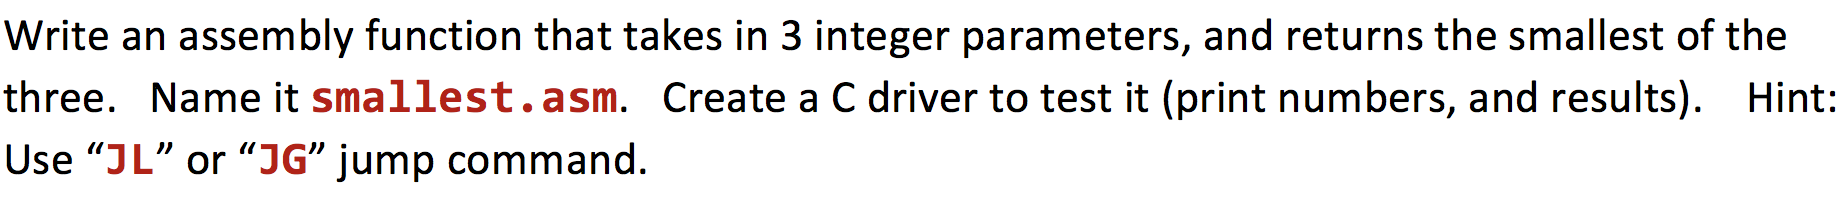 Write an assembly function that takes in 3 integer parameters, and returns the smallest of the
three.   Name it smallest.asm.   Create a C driver to test it (print numbers, and results).    Hint:
Use “JL” or “JG” jump command.